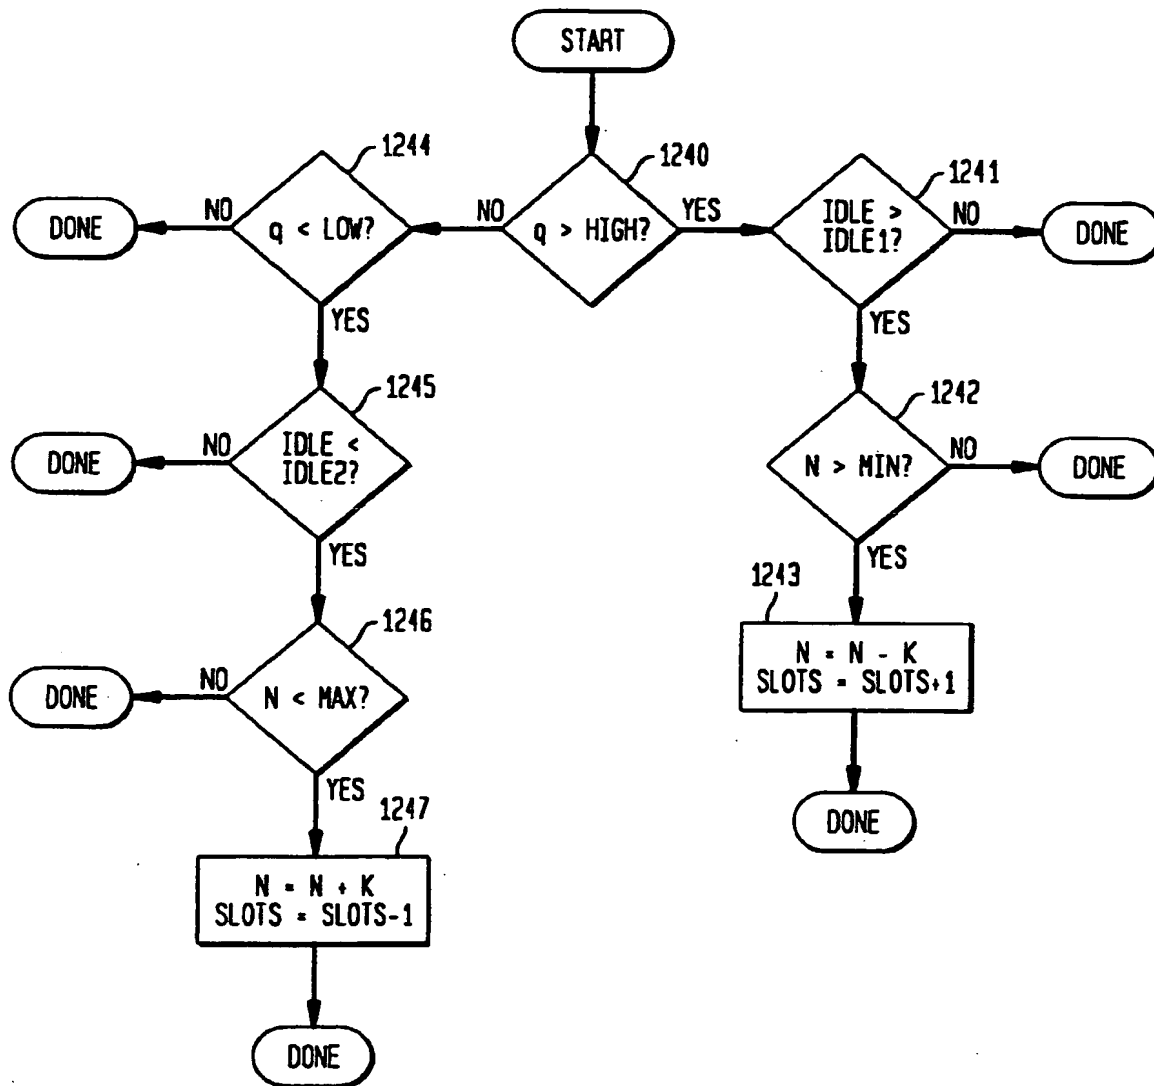 START
1244
1240
1241
DONE
NO
q < LOW?
NO
q > HIGH?
YES
IDLE >
IDLE1?
NO
DONE
YES
YES
1245
1242
DONE
NO
IDLE <
IDLE2?
N > MIN?
NO
DONE
YES
YES
1243
1246
N = N - K
SLOTS = SLOTS+1
DONE
NO
N < MAX?
YES
DONE
1247
N = N + K
SLOTS = SLOTS-1
DONE